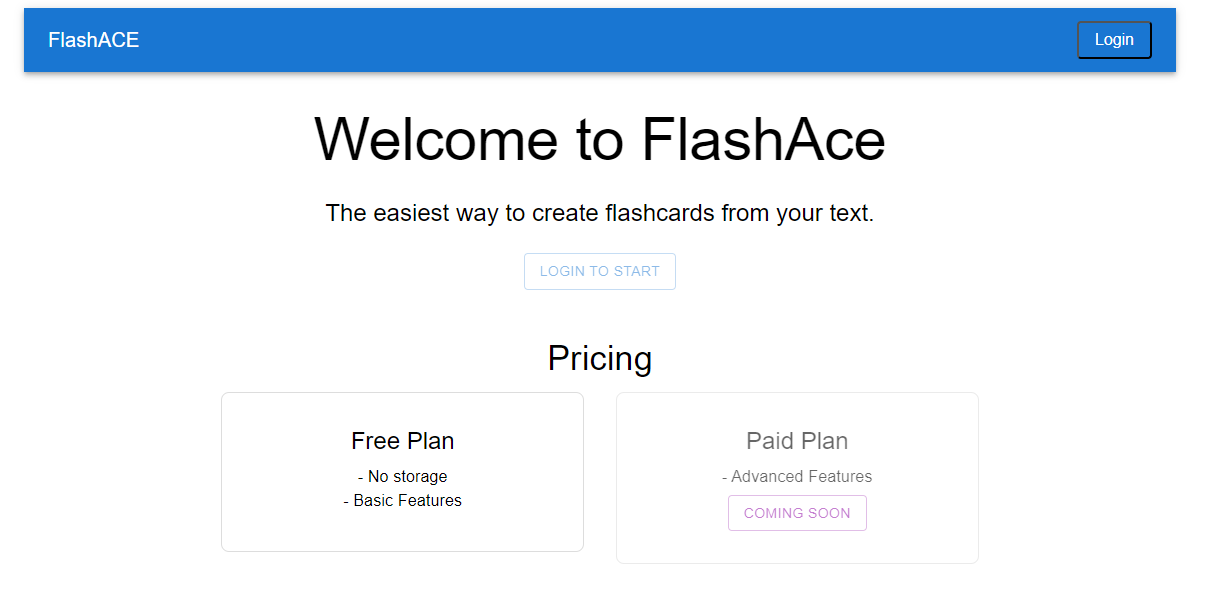 FlashACE
Login
Welcome to FlashAce
The easiest way to create flashcards from your text.
LOGIN TO START
Pricing
Free Plan
- No storage
- Basic Features
Paid Plan
- Advanced Features
COMING SOON